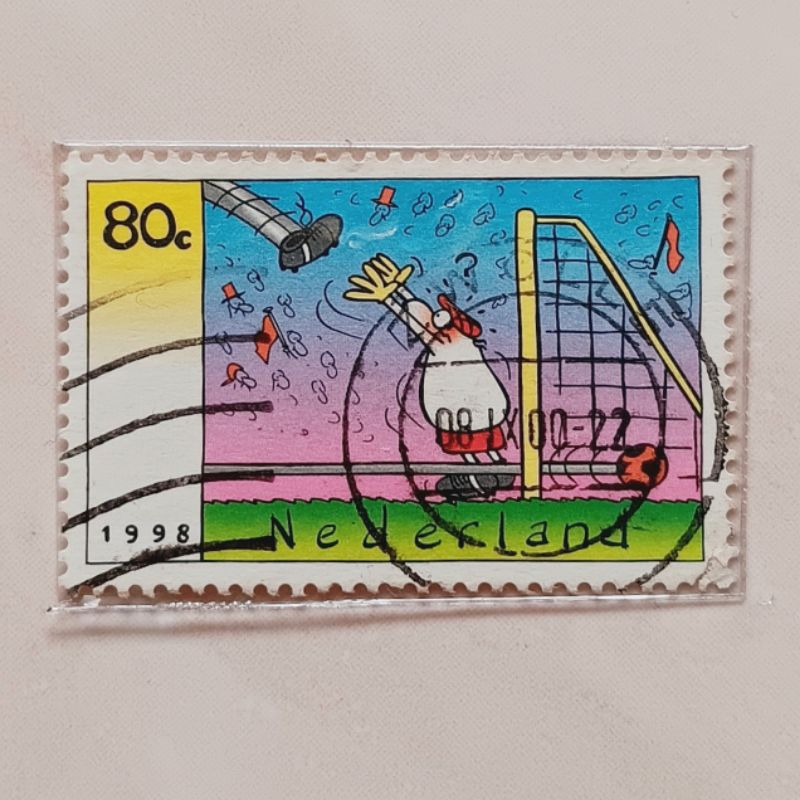 80c
?
08 IX 00-22
1998
Nederland